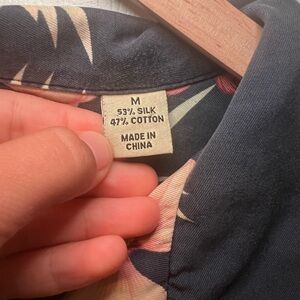 M
53% SILK
47% COTTON
MADE IN
CHINA